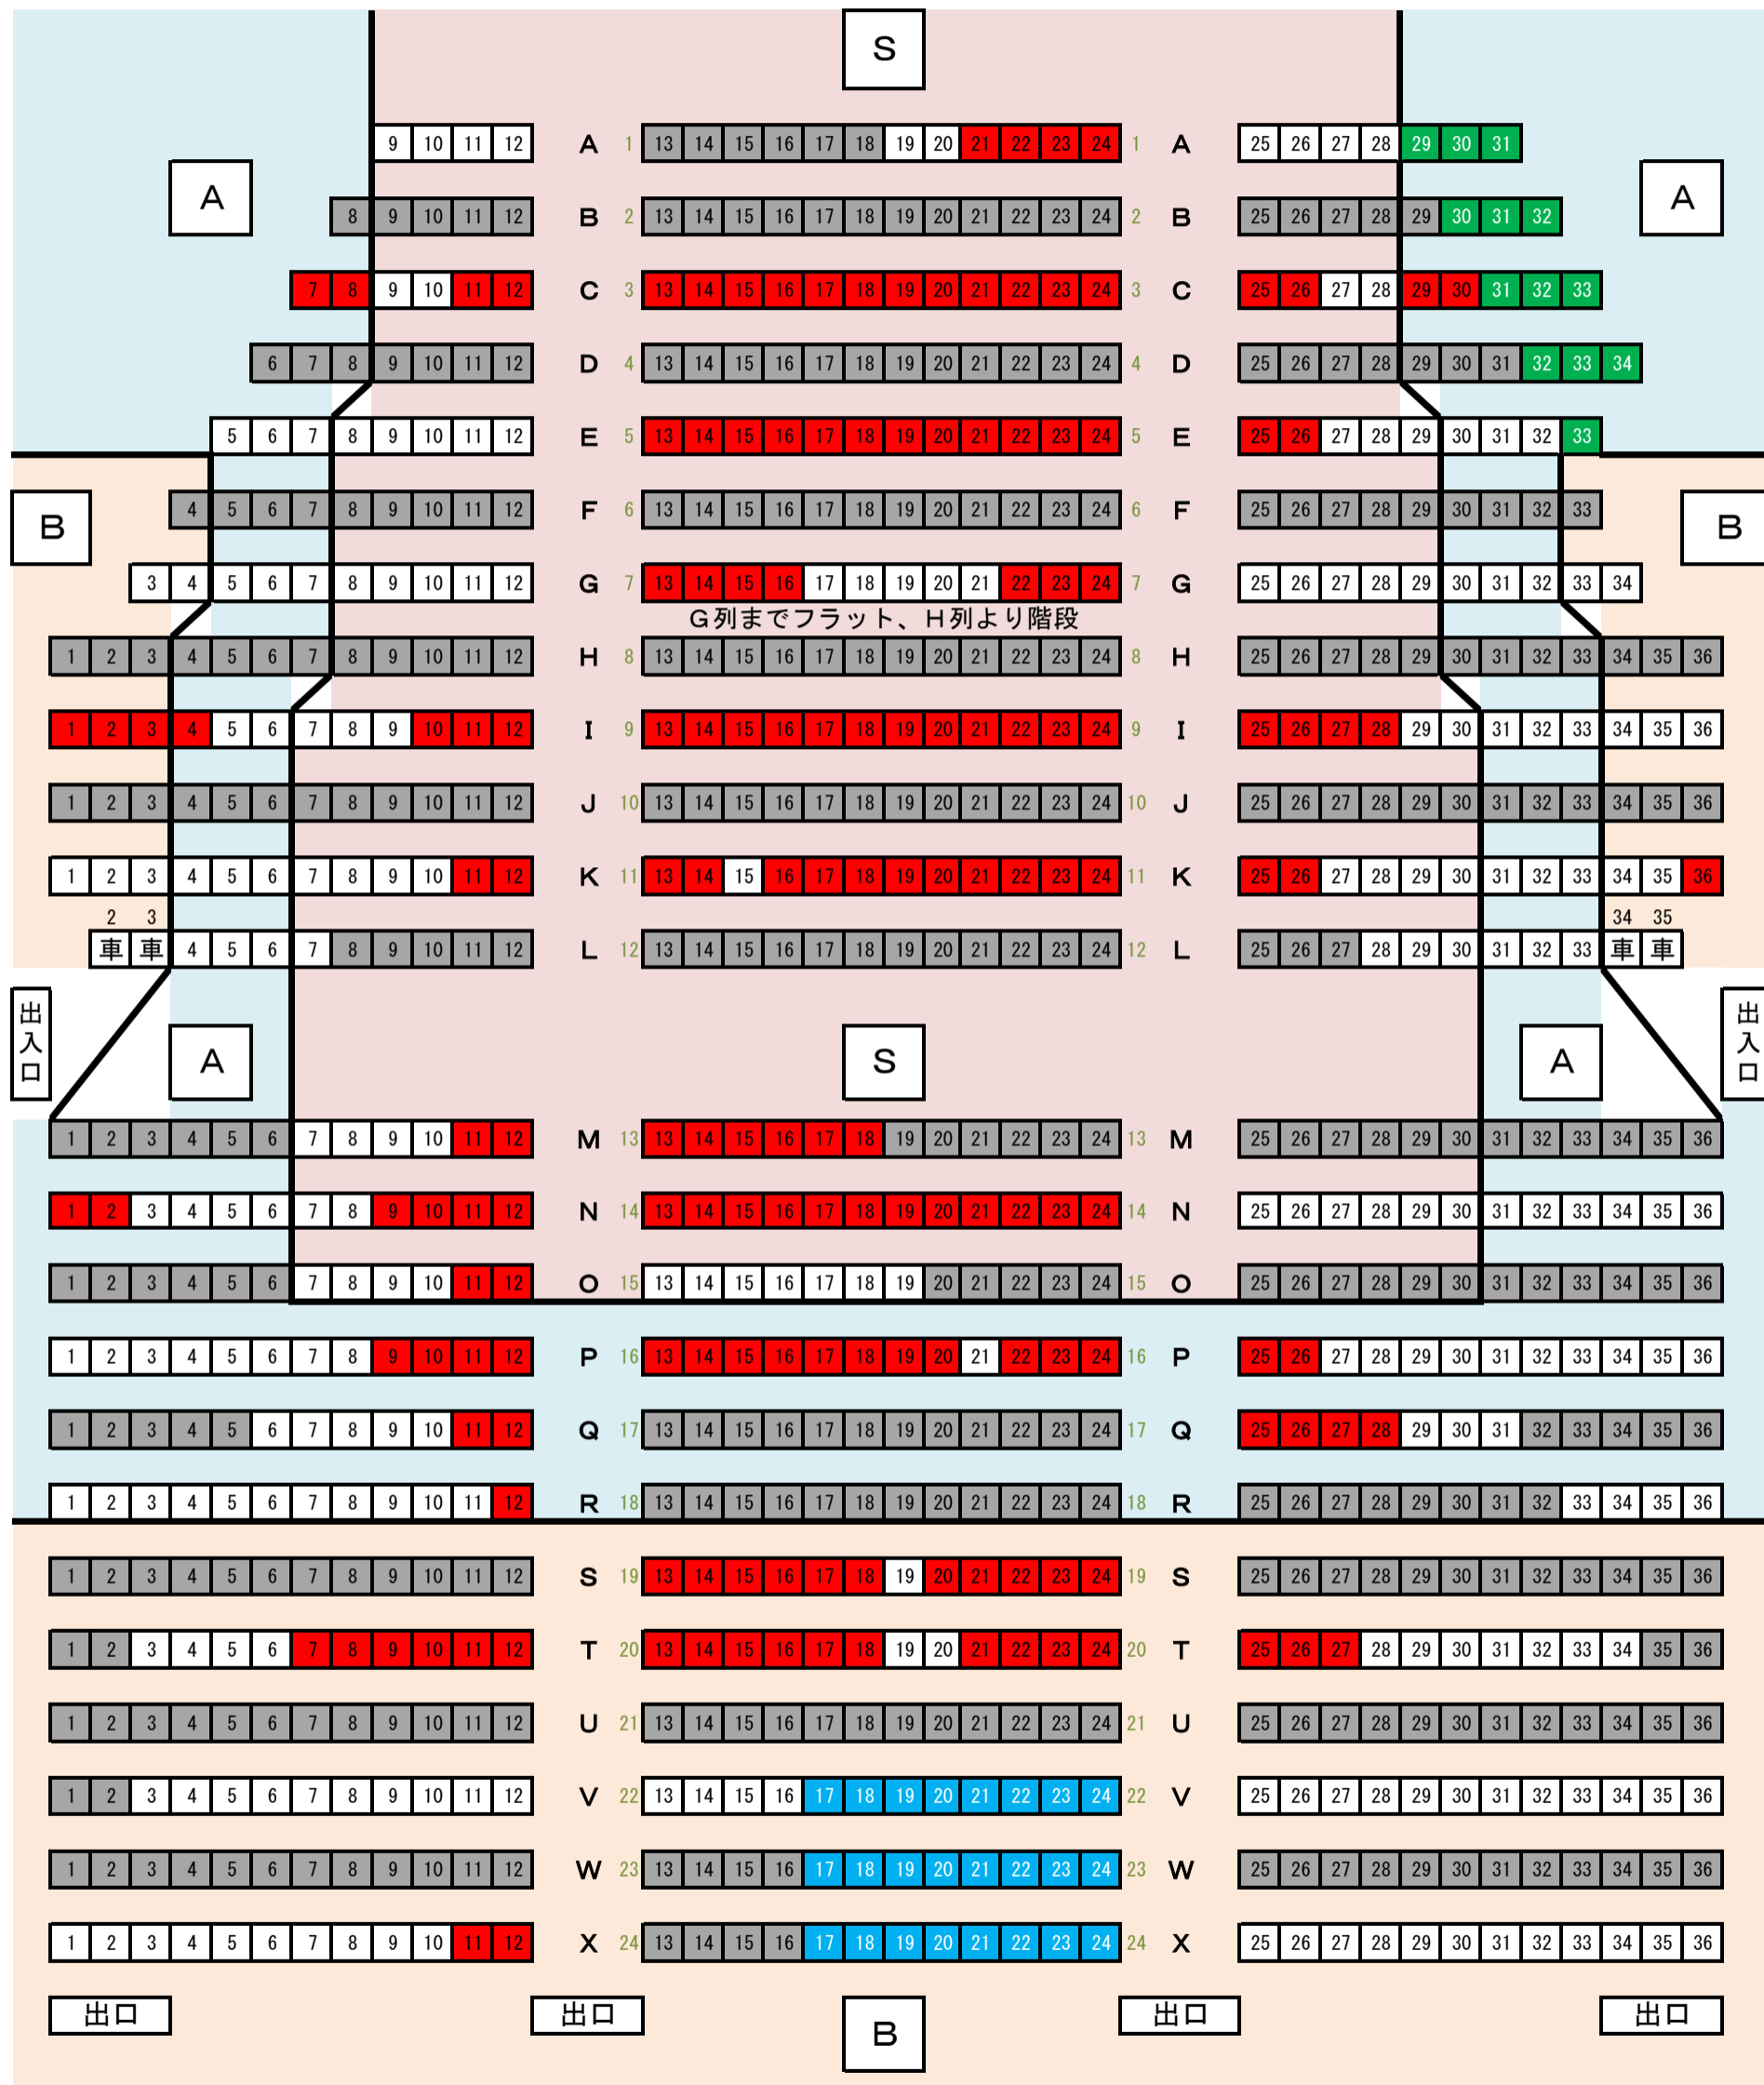 S
9 10 11 12 A 1 13 14 15 16 17 18 19 20 21 22 23 24 1 A 25 26 27 28 29 30 31
A
A
8 9 10 11 12 B 2 13 14 15 16 17 18 19 20 21 22 23 24 2 B 25 26 27 28 29 30 31 32
7 8 9 10 11 12 C 3 13 14 15 16 17 18 19 20 21 22 23 24 3 C 25 26 27 28 29 30 31 32 33
6 7 8 9 10 11 12 D 4 13 14 15 16 17 18 19 20 21 22 23 24 4 D 25 26 27 28 29 30 31 32 33 34
5 6 7 8 9 10 11 12 E 5 13 14 15 16 17 18 19 20 21 22 23 24 5 E 25 26 27 28 29 30 31 32 33
4 5 6 7 8 9 10 11 12 F 6 13 14 15 16 17 18 19 20 21 22 23 24 6 F 25 26 27 28 29 30 31 32 33
B
B
3 4 5 6 7 8 9 10 11 12 G 7 13 14 15 16 17 18 19 20 21 22 23 24 7 G 25 26 27 28 29 30 31 32 33 34
G列までフラット、H列より階段
1 2 3 4 5 6 7 8 9 10 11 12 H 8 13 14 15 16 17 18 19 20 21 22 23 24 8 H 25 26 27 28 29 30 31 32 33 34 35 36
1 2 3 4 5 6 7 8 9 10 11 12 I 9 13 14 15 16 17 18 19 20 21 22 23 24 9 I 25 26 27 28 29 30 31 32 33 34 35 36
1 2 3 4 5 6 7 8 9 10 11 12 J 10 13 14 15 16 17 18 19 20 21 22 23 24 10 J 25 26 27 28 29 30 31 32 33 34 35 36
1 2 3 4 5 6 7 8 9 10 11 12 K 11 13 14 15 16 17 18 19 20 21 22 23 24 11 K 25 26 27 28 29 30 31 32 33 34 35 36
2 3 34 35
車 車 4 5 6 7 8 9 10 11 12 L 12 13 14 15 16 17 18 19 20 21 22 23 24 12 L 25 26 27 28 29 30 31 32 33 車 車
出入口
A
S
A
出入口
1 2 3 4 5 6 7 8 9 10 11 12 M 13 13 14 15 16 17 18 19 20 21 22 23 24 13 M 25 26 27 28 29 30 31 32 33 34 35 36
1 2 3 4 5 6 7 8 9 10 11 12 N 14 13 14 15 16 17 18 19 20 21 22 23 24 14 N 25 26 27 28 29 30 31 32 33 34 35 36
1 2 3 4 5 6 7 8 9 10 11 12 O 15 13 14 15 16 17 18 19 20 21 22 23 24 15 O 25 26 27 28 29 30 31 32 33 34 35 36
1 2 3 4 5 6 7 8 9 10 11 12 P 16 13 14 15 16 17 18 19 20 21 22 23 24 16 P 25 26 27 28 29 30 31 32 33 34 35 36
1 2 3 4 5 6 7 8 9 10 11 12 Q 17 13 14 15 16 17 18 19 20 21 22 23 24 17 Q 25 26 27 28 29 30 31 32 33 34 35 36
1 2 3 4 5 6 7 8 9 10 11 12 R 18 13 14 15 16 17 18 19 20 21 22 23 24 18 R 25 26 27 28 29 30 31 32 33 34 35 36
1 2 3 4 5 6 7 8 9 10 11 12 S 19 13 14 15 16 17 18 19 20 21 22 23 24 19 S 25 26 27 28 29 30 31 32 33 34 35 36
1 2 3 4 5 6 7 8 9 10 11 12 T 20 13 14 15 16 17 18 19 20 21 22 23 24 20 T 25 26 27 28 29 30 31 32 33 34 35 36
1 2 3 4 5 6 7 8 9 10 11 12 U 21 13 14 15 16 17 18 19 20 21 22 23 24 21 U 25 26 27 28 29 30 31 32 33 34 35 36
1 2 3 4 5 6 7 8 9 10 11 12 V 22 13 14 15 16 17 18 19 20 21 22 23 24 22 V 25 26 27 28 29 30 31 32 33 34 35 36
1 2 3 4 5 6 7 8 9 10 11 12 W 23 13 14 15 16 17 18 19 20 21 22 23 24 23 W 25 26 27 28 29 30 31 32 33 34 35 36
1 2 3 4 5 6 7 8 9 10 11 12 X 24 13 14 15 16 17 18 19 20 21 22 23 24 24 X 25 26 27 28 29 30 31 32 33 34 35 36
出口 出口 B 出口 出口